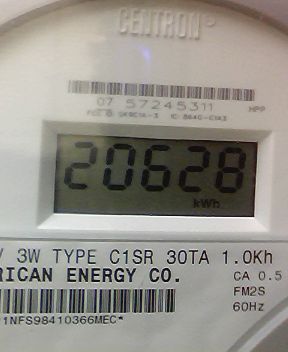 CENTRON®
07 57245311 HPP
20628
kWh
V 3W TYPE C1SR 30TA 1.0Kh
RICAN ENERGY CO. CA 0.5
FM2S
60Hz
1NFS98410366MEC*